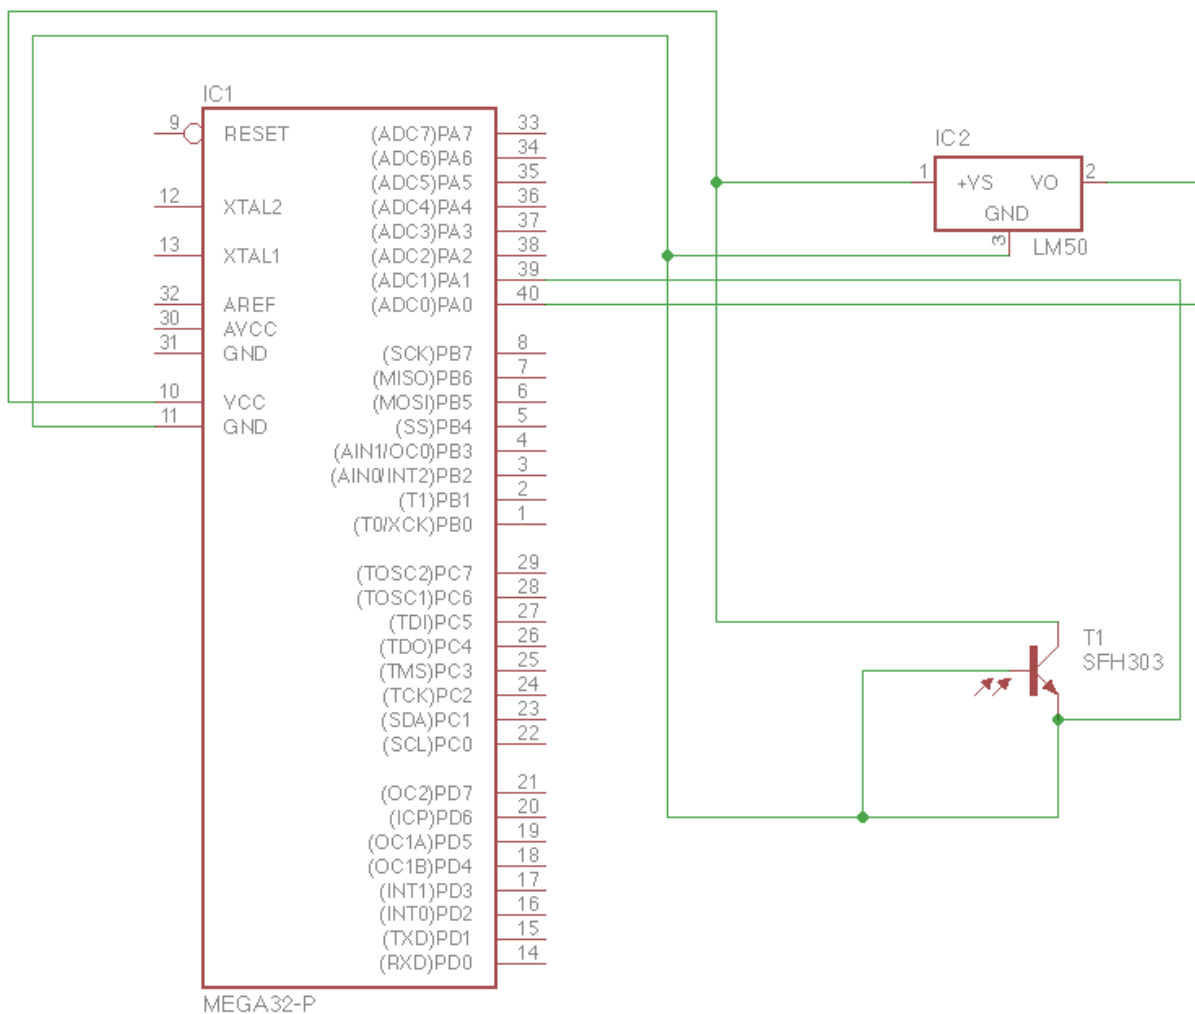 IC1
9
RESET
12
XTAL2
13
XTAL1
32
AREF
30
AVCC
31
GND
10
VCC
11
GND
(ADC7)PA7
33
(ADC6)PA6
34
(ADC5)PA5
35
(ADC4)PA4
36
(ADC3)PA3
37
(ADC2)PA2
38
(ADC1)PA1
39
(ADC0)PA0
40
(SCK)PB7
8
(MISO)PB6
7
(MOSI)PB5
6
(SS)PB4
5
(AIN1/OC0)PB3
4
(AIN0/INT2)PB2
3
(T1)PB1
2
(T0/XCK)PB0
1
(TOSC2)PC7
29
(TOSC1)PC6
28
(TDI)PC5
27
(TDO)PC4
26
(TMS)PC3
25
(TCK)PC2
24
(SDA)PC1
23
(SCL)PC0
22
(OC2)PD7
21
(ICP)PD6
20
(OC1A)PD5
19
(OC1B)PD4
18
(INT1)PD3
17
(INT0)PD2
16
(TXD)PD1
15
(RXD)PD0
14
MEGA32-P
IC2
1
+VS VO
2
GND
3
LM50
T1
SFH303